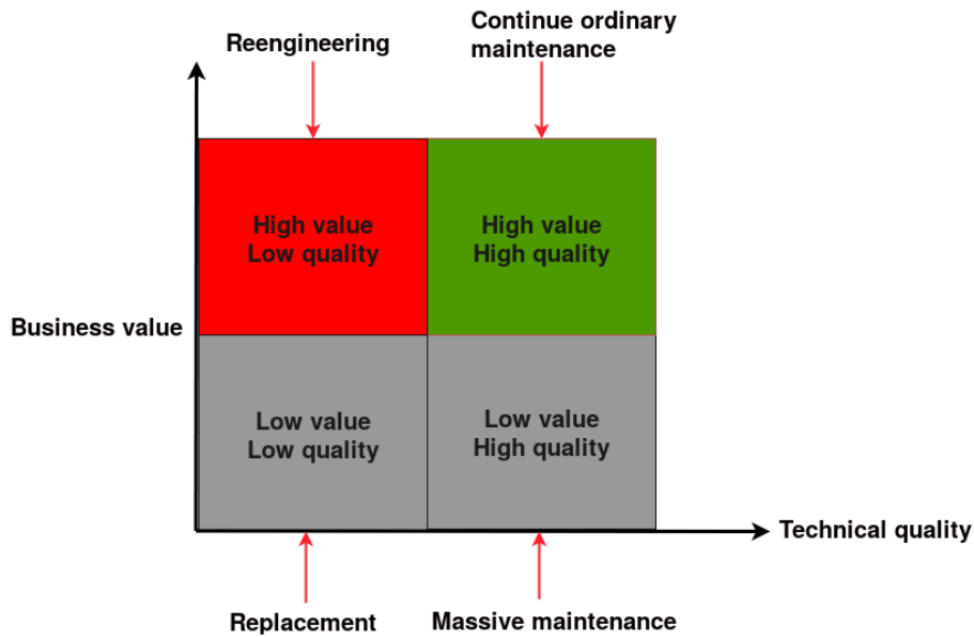 Reengineering
Continue ordinary
maintenance
High value
Low quality
High value
High quality
Business value
Low value
Low quality
Low value
High quality
Technical quality
Replacement
Massive maintenance